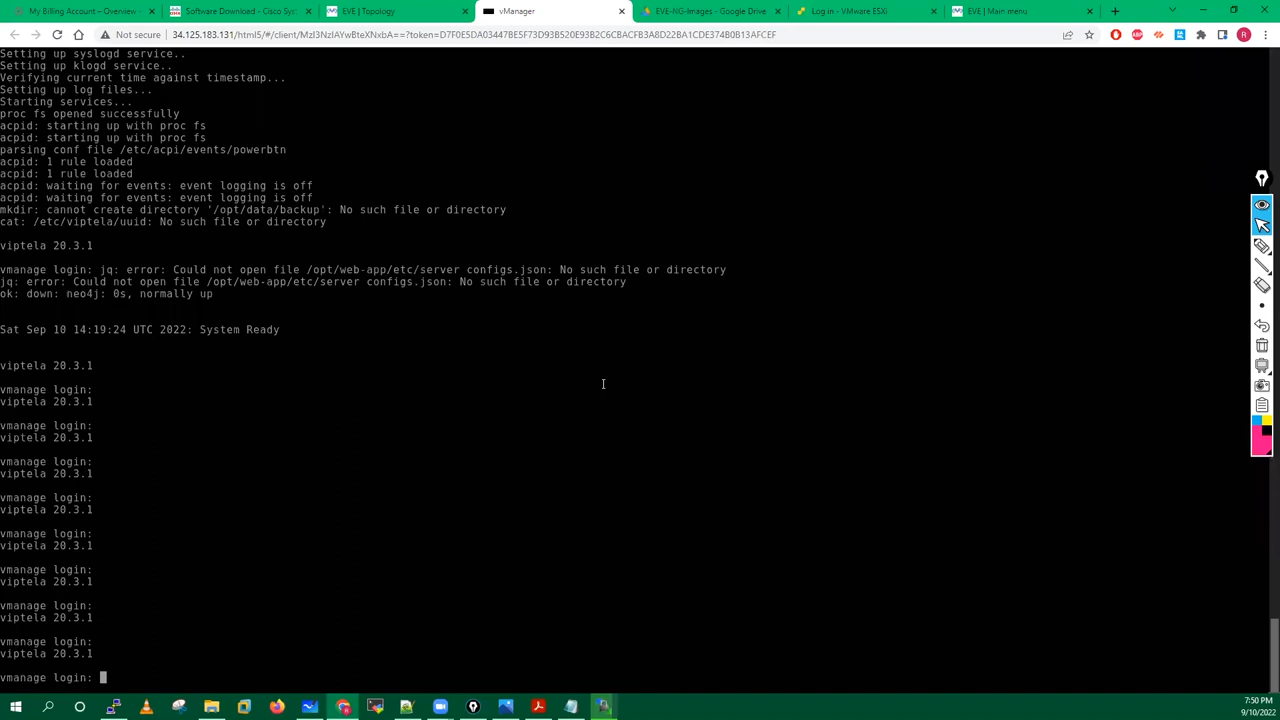 My Billing Account – Overview –
Software Download - Cisco Sys
EVE | Topology
vManager
EVE-NG-Images - Google Drive
Log in - VMware ESXi
EVE | Main menu
Not secure
34.125.183.131/html5/#/client/MzI3NzIAYwBteXNxbA==?token=D7F0E5DA03447BE5F73D93B520E93B2C6BCACFB3A8D22BA1CDE374B0B13AFCEF
Setting up syslogd service..
Setting up klogd service..
Verifying current time against timestamp...
Setting up log files...
Starting services...
proc fs opened successfully
acpid: starting up with proc fs
acpid: starting up with proc fs
parsing conf file /etc/acpi/events/powerbtn
acpid: 1 rule loaded
acpid: 1 rule loaded
acpid: waiting for events: event logging is off
acpid: waiting for events: event logging is off
mkdir: cannot create directory '/opt/data/backup': No such file or directory
cat: /etc/viptela/uuid: No such file or directory
viptela 20.3.1
vmanage login: jq: error: Could not open file /opt/web-app/etc/server configs.json: No such file or directory
jq: error: Could not open file /opt/web-app/etc/server configs.json: No such file or directory
ok: down: neo4j: 0s, normally up
Sat Sep 10 14:19:24 UTC 2022: System Ready
viptela 20.3.1
vmanage login:
viptela 20.3.1
vmanage login:
viptela 20.3.1
vmanage login:
viptela 20.3.1
vmanage login:
viptela 20.3.1
vmanage login:
viptela 20.3.1
vmanage login:
viptela 20.3.1
vmanage login:
viptela 20.3.1
vmanage login:
viptela 20.3.1
vmanage login:
7:50 PM
9/10/2022